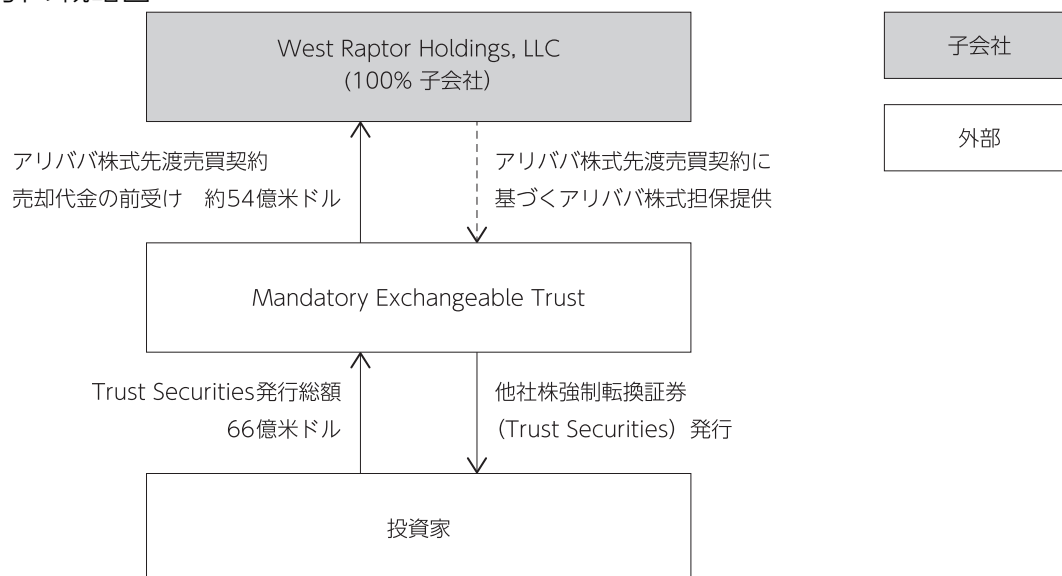 West Raptor Holdings, LLC
(100% 子会社)
子会社
外部
アリババ株式先渡売買契約
売却代金の前受け 約54億米ドル
アリババ株式先渡売買契約に
基づくアリババ株式担保提供
Mandatory Exchangeable Trust
Trust Securities発行総額
66億米ドル
他社株強制転換証券
（Trust Securities）発行
投資家